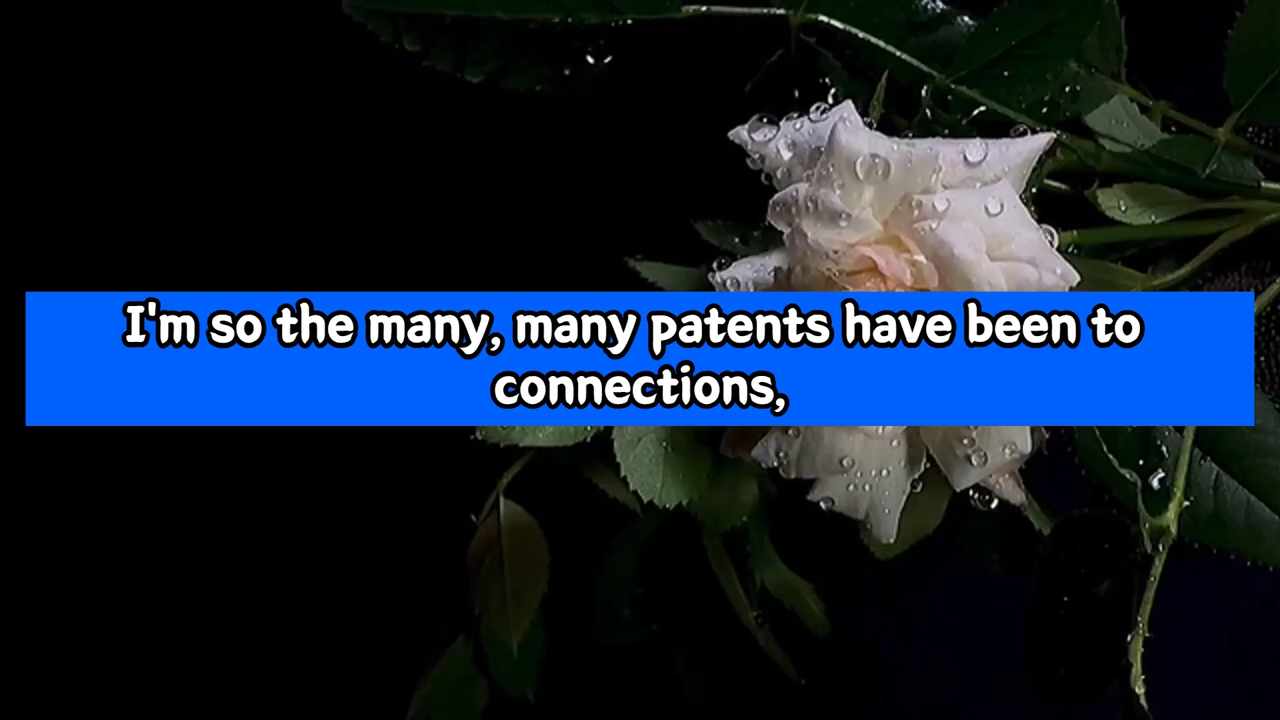 I'm so the many, many patents have been to
connections,